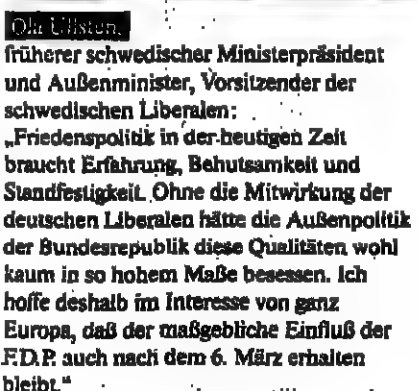 Ola Ullsten,
früherer schwedischer Ministerpräsident
und Außenminister, Vorsitzender der
schwedischen Liberalen:
„Friedenspolitik in der heutigen Zeit
braucht Erfahrung, Behutsamkeit und
Standfestigkeit. Ohne die Mitwirkung der
deutschen Liberalen hätte die Außenpolitik
der Bundesrepublik diese Qualitäten wohl
kaum in so hohem Maße besessen. Ich
hoffe deshalb im Interesse von ganz
Europa, daß der maßgebliche Einfluß der
F.D.P. auch nach dem 6. März erhalten
bleibt.“